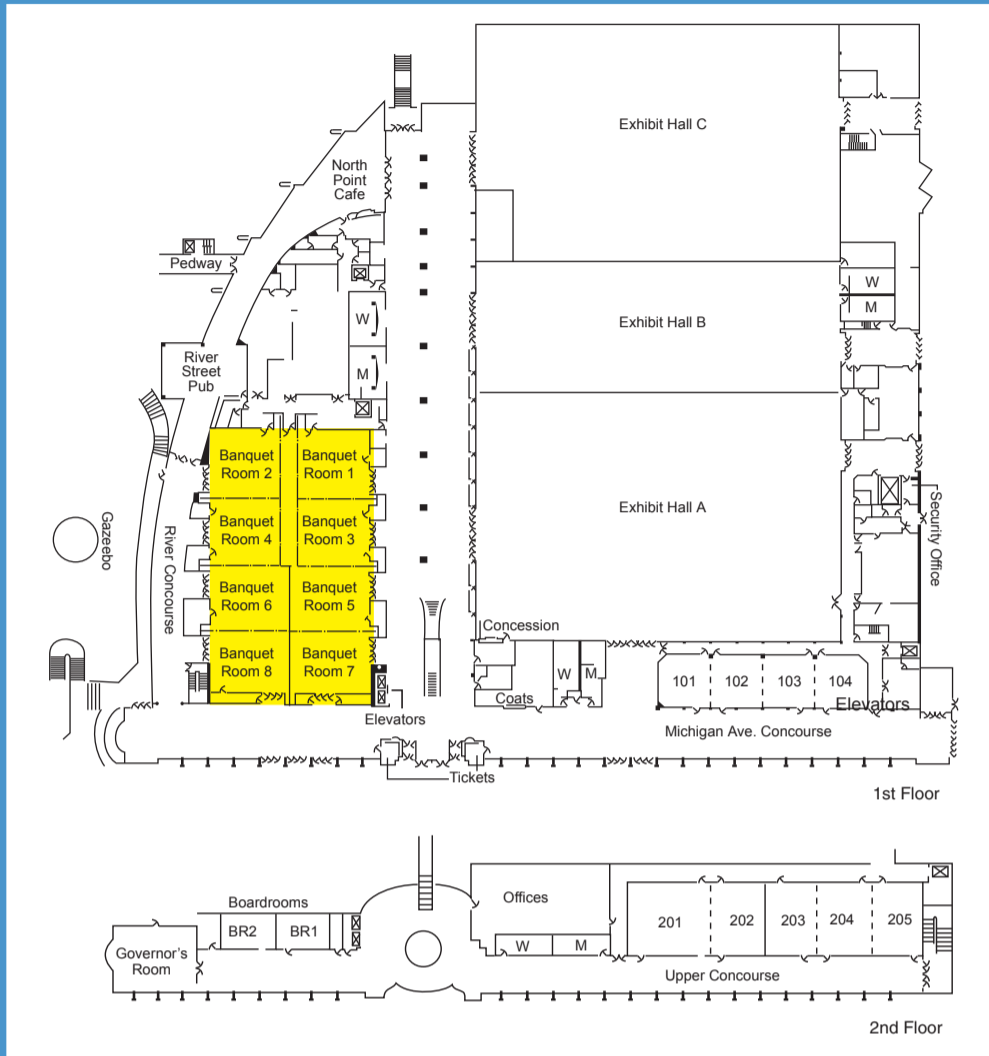 Exhibit Hall C
North
Point
Cafe
Pedway
W
M
Exhibit Hall B
W
M
River
Street
Pub
Banquet
Room 2
Banquet
Room 1
Banquet
Room 4
Banquet
Room 3
Exhibit Hall A
Security Office
Gazeebo
River Concourse
Banquet
Room 6
Banquet
Room 5
Banquet
Room 8
Banquet
Room 7
Concession
W
M
Coats
101
102
103
104
Elevators
Elevators
Michigan Ave. Concourse
Tickets
1st Floor
Boardrooms
BR2
BR1
Offices
W
M
201
202
203
204
205
Governor's
Room
Upper Concourse
2nd Floor